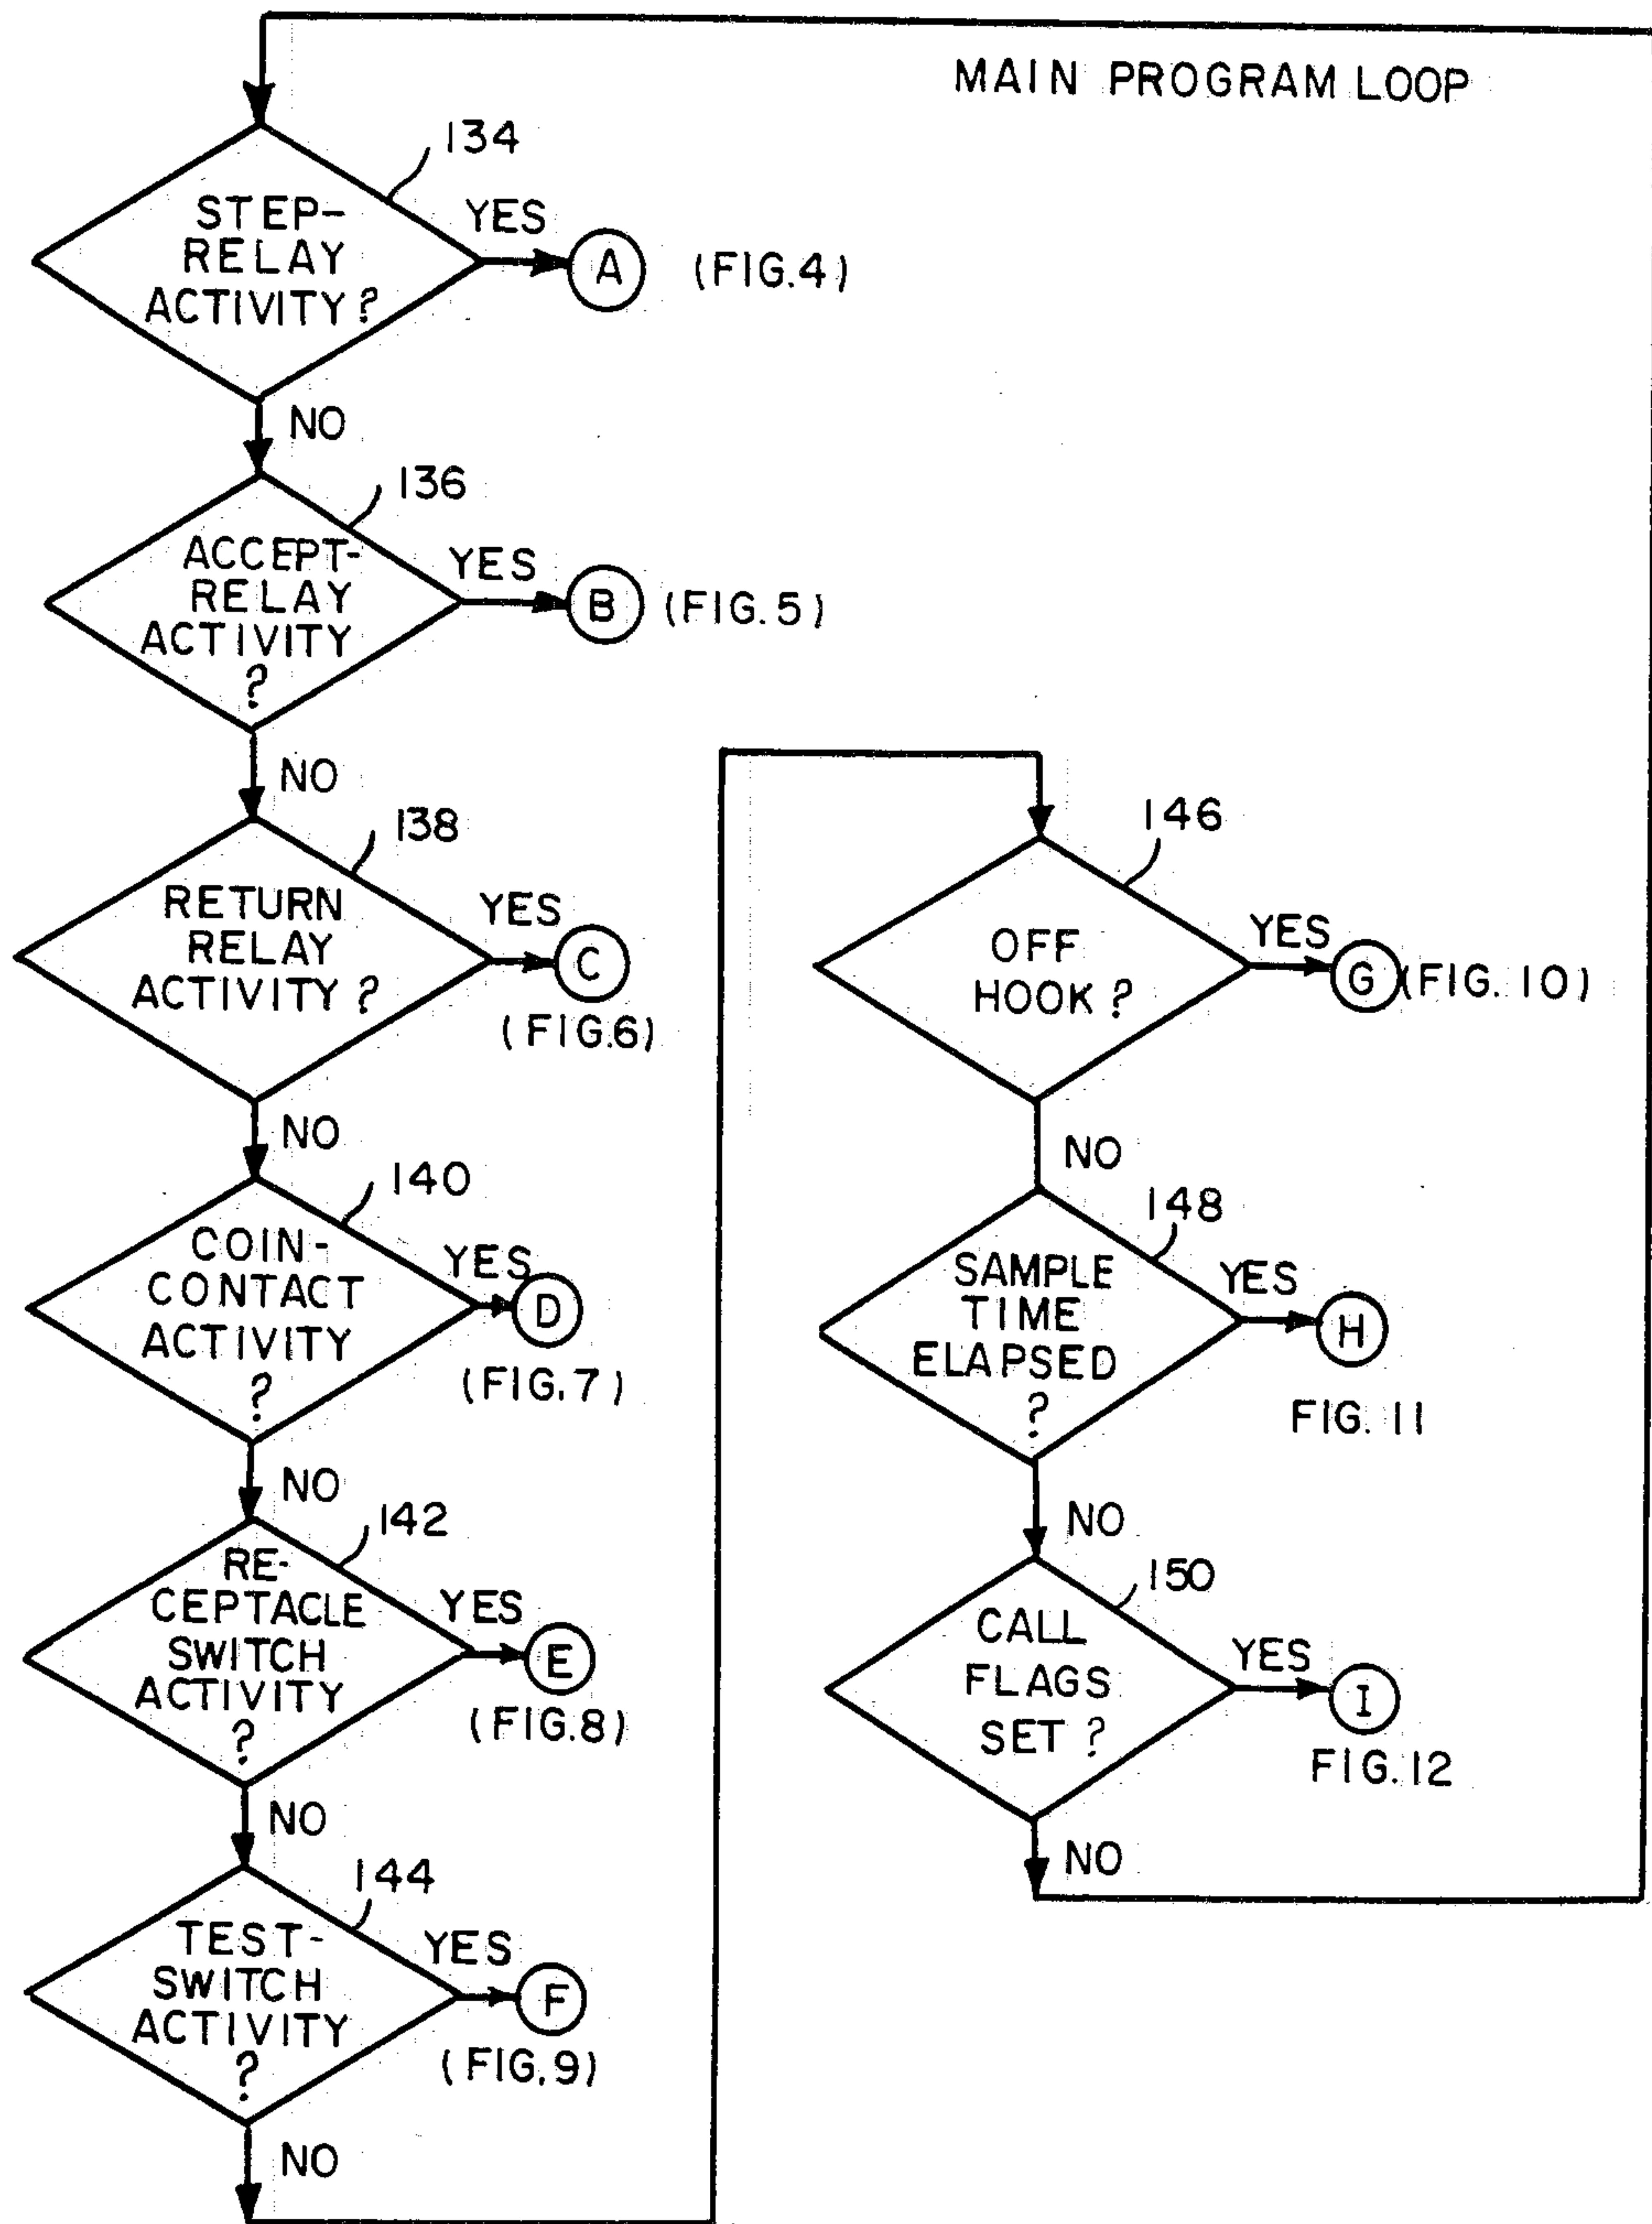 MAIN PROGRAM LOOP
134
STEP-
RELAY
ACTIVITY?
YES
A
(FIG.4)
NO
136
ACCEPT-
RELAY
ACTIVITY
?
YES
B
(FIG.5)
NO
138
RETURN
RELAY
ACTIVITY?
YES
C
(FIG.6)
NO
140
COIN-
CONTACT
ACTIVITY
?
YES
D
(FIG.7)
NO
142
RE-
CEPTACLE
SWITCH
ACTIVITY
?
YES
E
(FIG.8)
NO
144
TEST-
SWITCH
ACTIVITY
?
YES
F
(FIG.9)
NO
146
OFF
HOOK?
YES
G
(FIG. 10)
NO
148
SAMPLE
TIME
ELAPSED
?
YES
H
FIG. 11
NO
150
CALL
FLAGS
SET?
YES
I
FIG.12
NO